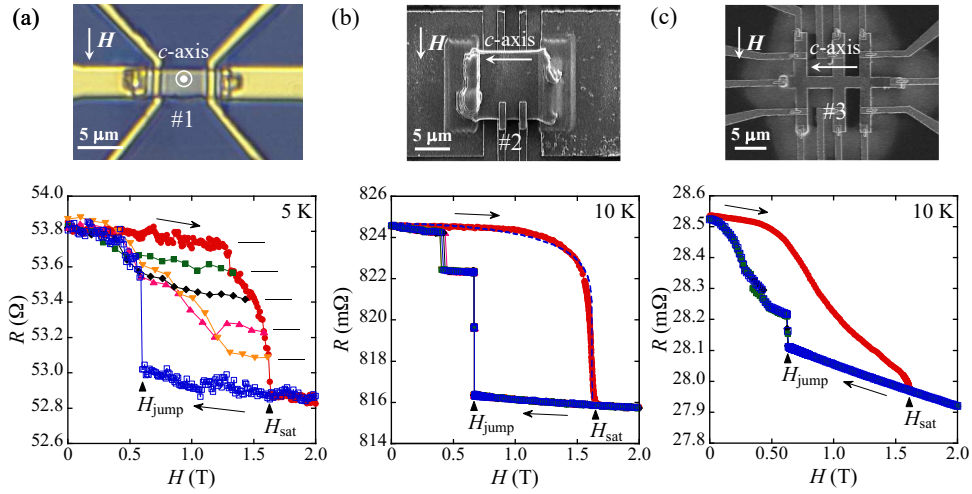 (a)
H
c-axis
#1
5 μm
(b)
H
c-axis
#2
5 μm
(c)
H
c-axis
#3
5 μm
54.0
53.8
53.6
53.4
53.2
53.0
52.8
52.6
R (Ω)
5 K
H_jump
H_sat
0.0 0.5 1.0 1.5 2.0
H (T)
826
824
822
820
818
816
814
R (mΩ)
10 K
H_jump
H_sat
0.0 0.5 1.0 1.5 2.0
H (T)
28.6
28.5
28.4
28.3
28.2
28.1
28.0
27.9
27.8
R (mΩ)
10 K
H_jump
H_sat
0.0 0.50 1.0 1.5 2.0
H (T)